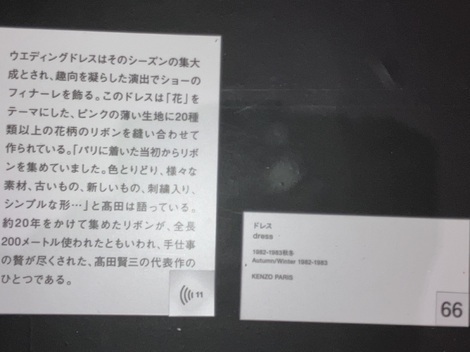 ウエディングドレスはそのシーズンの集大
成とされ、趣向を凝らした演出でショーの
フィナーレを飾る。このドレスは「花」を
テーマにした、ピンクの薄い生地に20種
類以上の花柄のリボンを縫い合わせて
作られている。「パリに着いた当初からリボ
ンを集めていました。色とりどり、様々な
素材、古いもの、新しいもの、刺繍入り、
シンプルな形…」と髙田は語っている。
約20年をかけて集めたリボンが、全長
200メートル使われたともいわれ、手仕事
の贅が尽くされた、髙田賢三の代表作の
ひとつである。
11
ドレス
dress
1982-1983秋冬
Autumn/Winter 1982-1983
KENZO PARIS
66